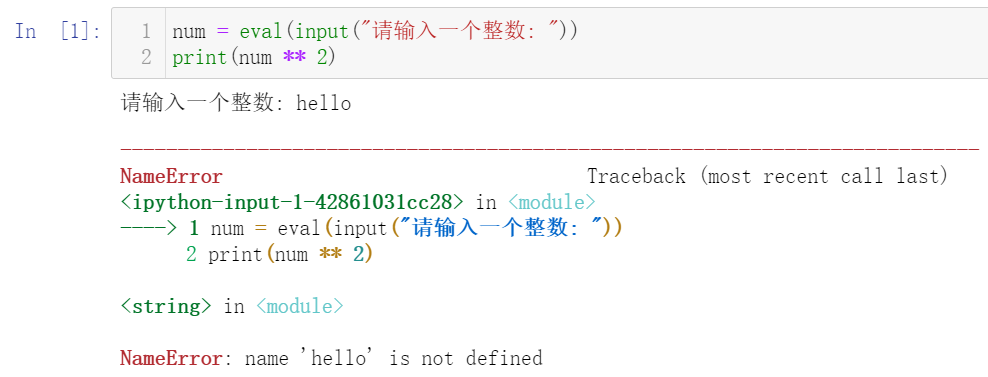 In [1]:
1 num = eval(input("请输入一个整数: "))
2 print(num ** 2)
请输入一个整数: hello
---------------------------------------------------------------------------
NameError Traceback (most recent call last)
<ipython-input-1-42861031cc28> in <module>
----> 1 num = eval(input("请输入一个整数: "))
2 print(num ** 2)
<string> in <module>
NameError: name 'hello' is not defined